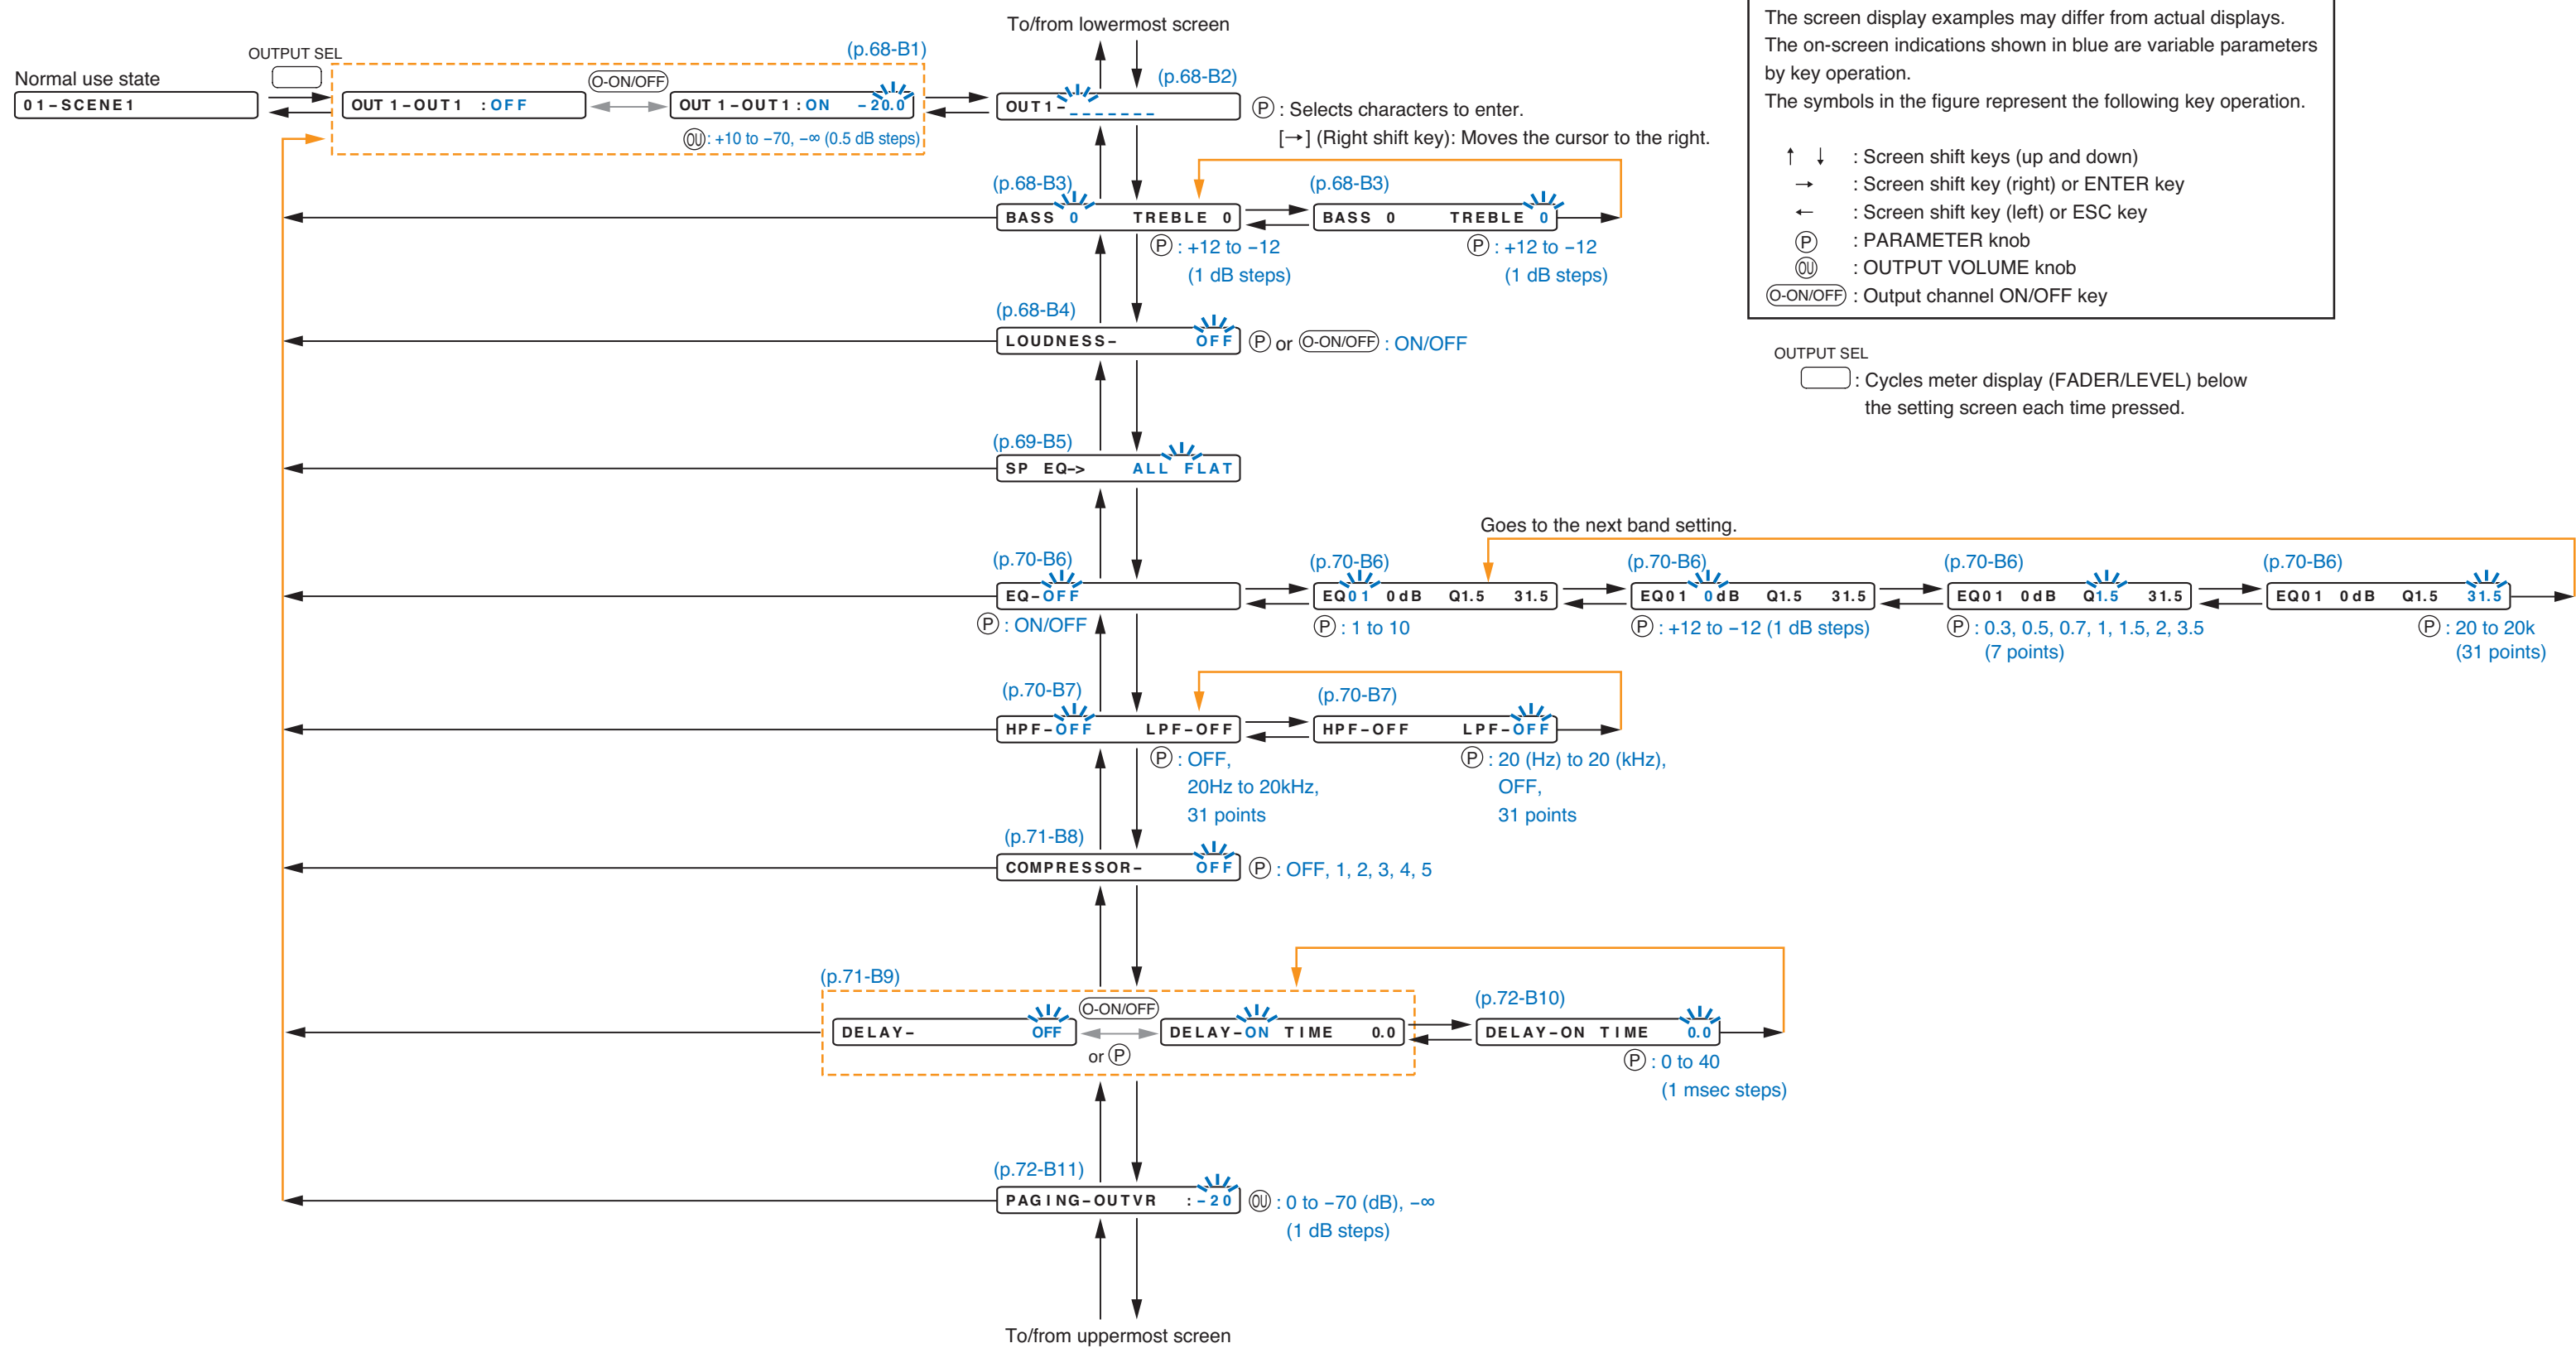 To/from lowermost screen
The screen display examples may differ from actual displays.
The on-screen indications shown in blue are variable parameters
by key operation.
The symbols in the figure represent the following key operation.
↑ ↓ : Screen shift keys (up and down)
→ : Screen shift key (right) or ENTER key
← : Screen shift key (left) or ESC key
Ⓟ : PARAMETER knob
OU : OUTPUT VOLUME knob
O-ON/OFF : Output channel ON/OFF key
OUTPUT SEL
: Cycles meter display (FADER/LEVEL) below
the setting screen each time pressed.
Normal use state
01-SCENE1
OUTPUT SEL
(p.68-B1)
OUT 1-OUT1 :OFF
O-ON/OFF
OUT 1-OUT1:ON -20.0
OU: +10 to -70, -∞ (0.5 dB steps)
(p.68-B2)
OUT1-_ _ _ _ _ _ _
Ⓟ : Selects characters to enter.
[→] (Right shift key): Moves the cursor to the right.
(p.68-B3)
BASS 0 TREBLE 0
Ⓟ : +12 to -12
(1 dB steps)
(p.68-B3)
BASS 0 TREBLE 0
Ⓟ : +12 to -12
(1 dB steps)
(p.68-B4)
LOUDNESS- OFF
Ⓟ or O-ON/OFF : ON/OFF
(p.69-B5)
SP EQ-> ALL FLAT
Goes to the next band setting.
(p.70-B6)
EQ-OFF
Ⓟ : ON/OFF
(p.70-B6)
EQ01 0dB Q1.5 31.5
Ⓟ : 1 to 10
(p.70-B6)
EQ01 0dB Q1.5 31.5
Ⓟ : +12 to -12 (1 dB steps)
(p.70-B6)
EQ01 0dB Q1.5 31.5
Ⓟ : 0.3, 0.5, 0.7, 1, 1.5, 2, 3.5
(7 points)
(p.70-B6)
EQ01 0dB Q1.5 31.5
Ⓟ : 20 to 20k
(31 points)
(p.70-B7)
HPF-OFF LPF-OFF
Ⓟ : OFF,
20Hz to 20kHz,
31 points
(p.70-B7)
HPF-OFF LPF-OFF
Ⓟ : 20 (Hz) to 20 (kHz),
OFF,
31 points
(p.71-B8)
COMPRESSOR- OFF
Ⓟ : OFF, 1, 2, 3, 4, 5
(p.71-B9)
DELAY- OFF
O-ON/OFF
or Ⓟ
DELAY-ON TIME 0.0
(p.72-B10)
DELAY-ON TIME 0.0
Ⓟ : 0 to 40
(1 msec steps)
(p.72-B11)
PAGING-OUTVR :-20
OU : 0 to -70 (dB), -∞
(1 dB steps)
To/from uppermost screen